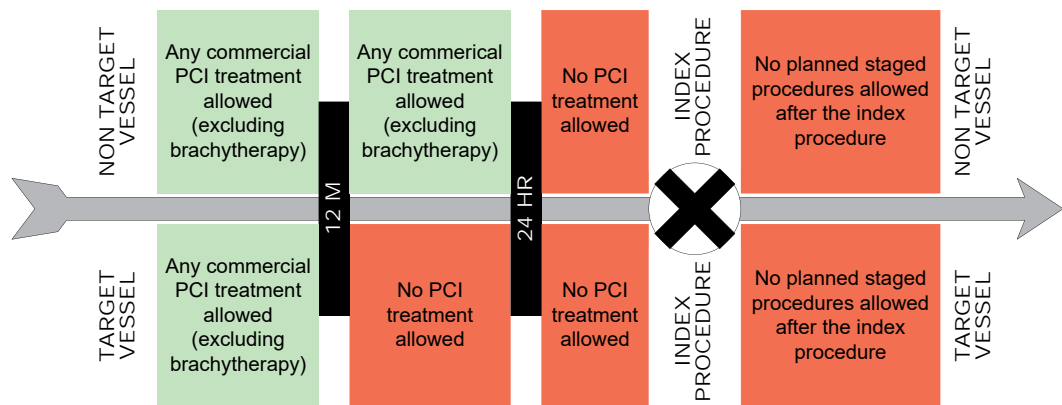 NON TARGET
VESSEL
Any commercial
PCI treatment
allowed
(excluding
brachytherapy)
12 M
Any commerical
PCI treatment
allowed
(excluding
brachytherapy)
24 HR
No PCI
treatment
allowed
INDEX
PROCEDURE
No planned staged
procedures allowed
after the index
procedure
NON TARGET
VESSEL
TARGET
VESSEL
Any commercial
PCI treatment
allowed
(excluding
brachytherapy)
No PCI
treatment
allowed
No PCI
treatment
allowed
INDEX
PROCEDURE
No planned staged
procedures allowed
after the index
procedure
TARGET
VESSEL